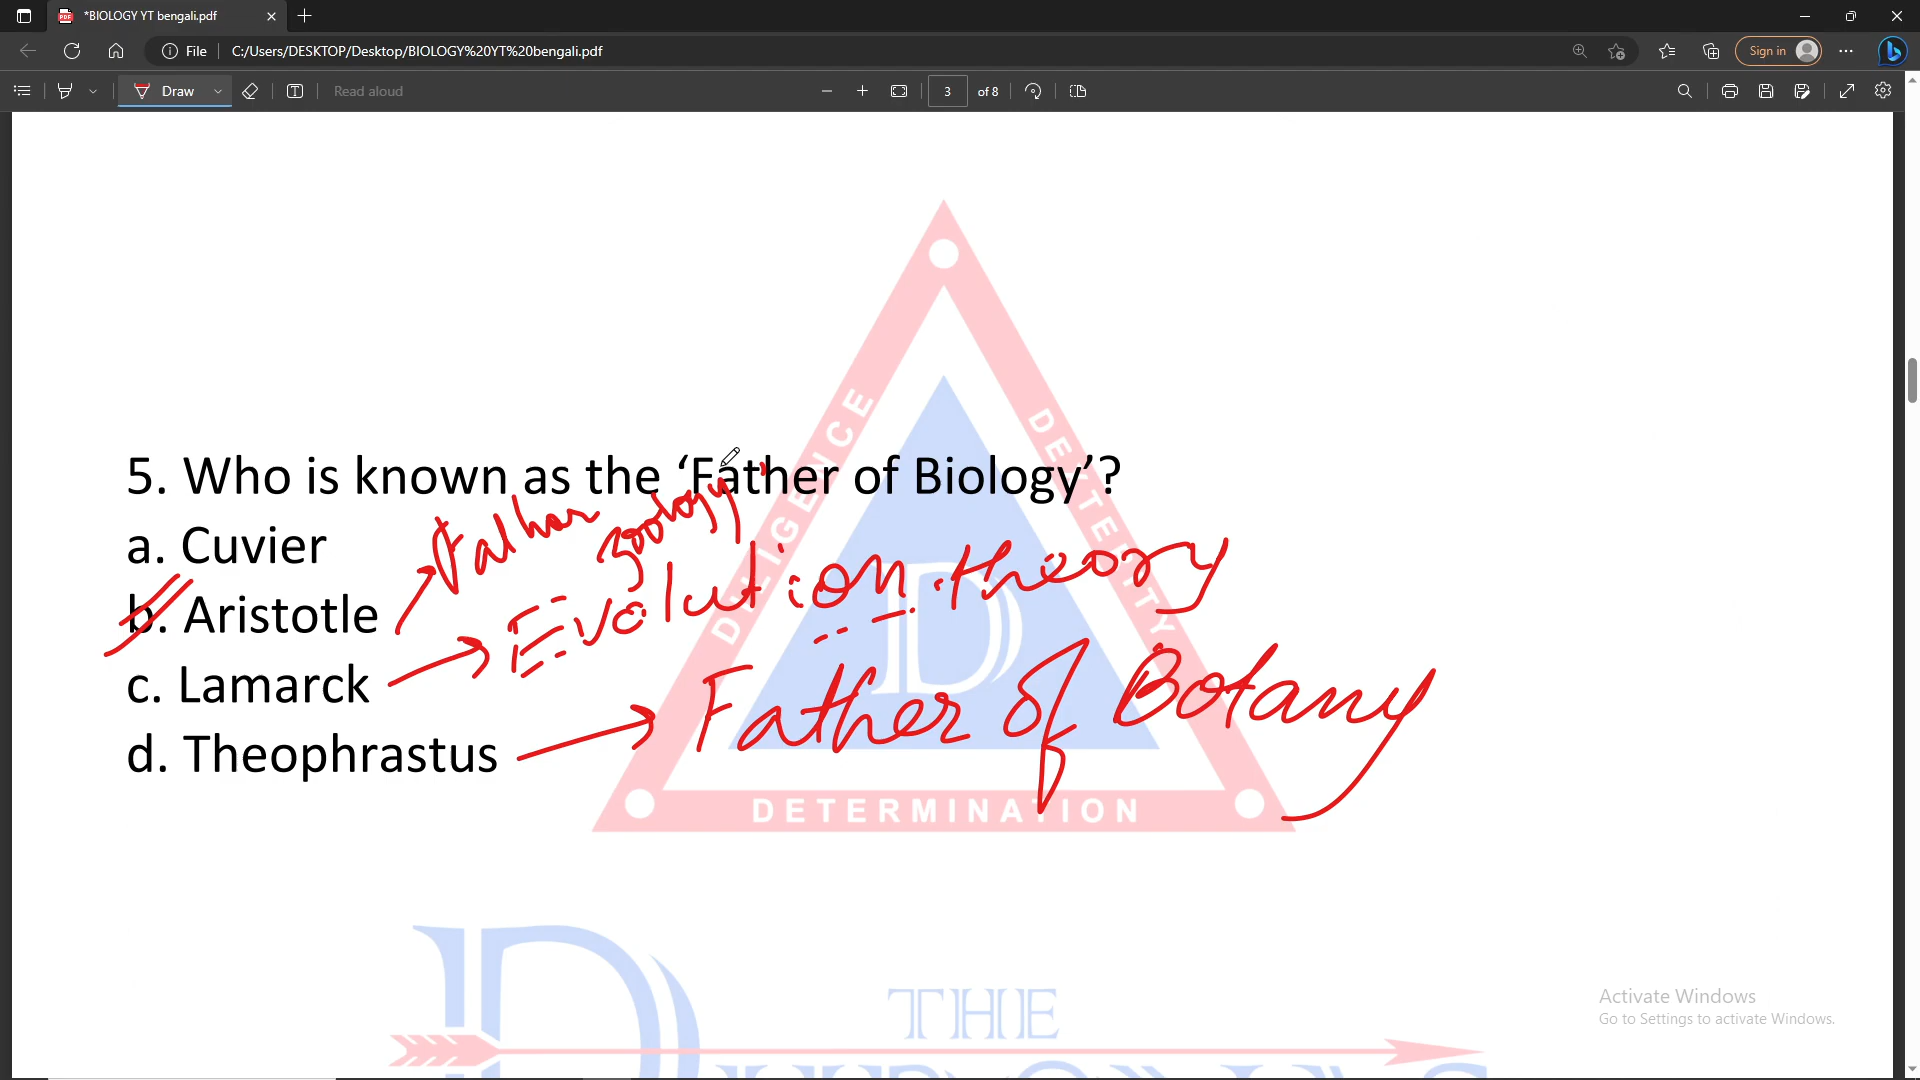 *BIOLOGY YT bengali.pdf
File C:/Users/DESKTOP/Desktop/BIOLOGY%20YT%20bengali.pdf Sign in
Draw Read aloud 3 of 8
5. Who is known as the ‘Father of Biology’?
a. Cuvier
Father Zoology
b. Aristotle
Evolution theory
c. Lamarck
Father of Botany
d. Theophrastus
DILIGENCE
DEXTERITY
D
DETERMINATION
THE
Activate Windows
Go to Settings to activate Windows.